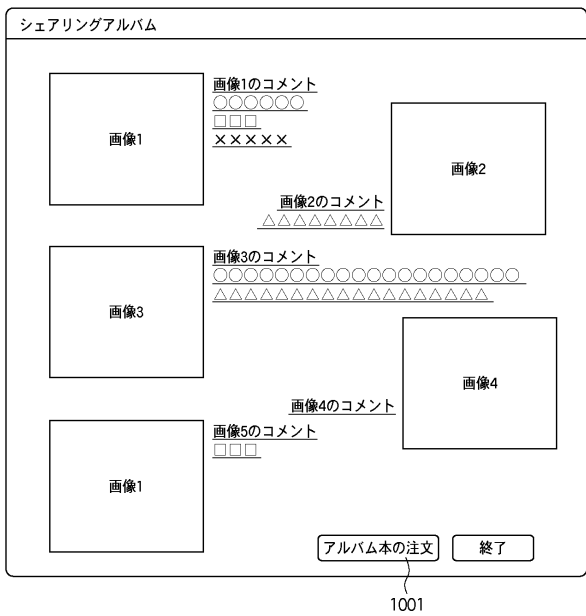 シェアリングアルバム
画像1
画像1のコメント
○○○○○○
□□□
×××××
画像2
画像2のコメント
△△△△△△△△
画像3
画像3のコメント
○○○○○○○○○○○○○○○○○○○○
△△△△△△△△△△△△△△△△△△
画像4
画像4のコメント
画像1
画像5のコメント
□□□
アルバム本の注文
終了
1001